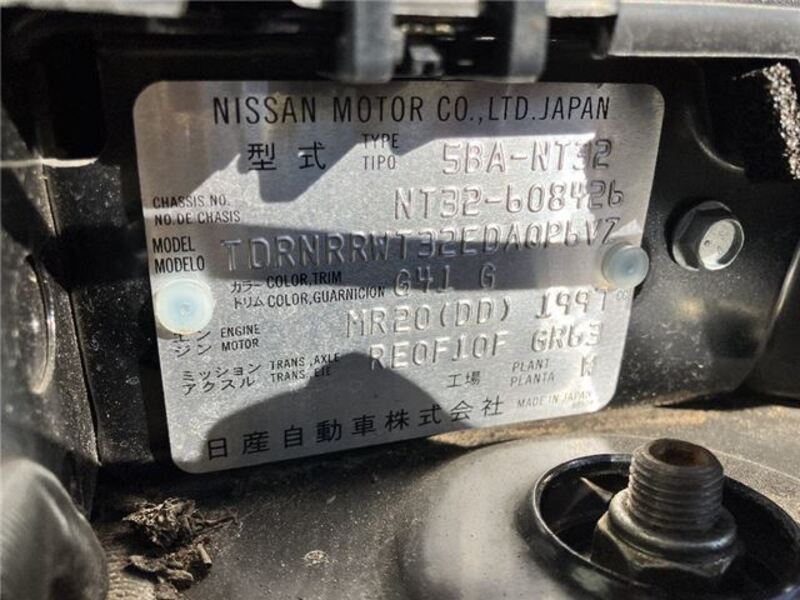 NISSAN MOTOR CO.,LTD.JAPAN
型式 TYPE TIPO 5BA-NT32
CHASSIS NO. NO.DE CHASIS NT32-608426
MODEL MODELO TDRNRRWT32EDAQP6VZ
カラー COLOR,TRIM トリム COLOR,GUARNICION G41 G
エンジン ENGINE MOTOR MR20(DD) 1997 cc
ミッション TRANS.,AXLE アクスル TRANS.,EJE RE0F10F GR63
工場 PLANT PLANTA W
日産自動車株式会社 MADE IN JAPAN